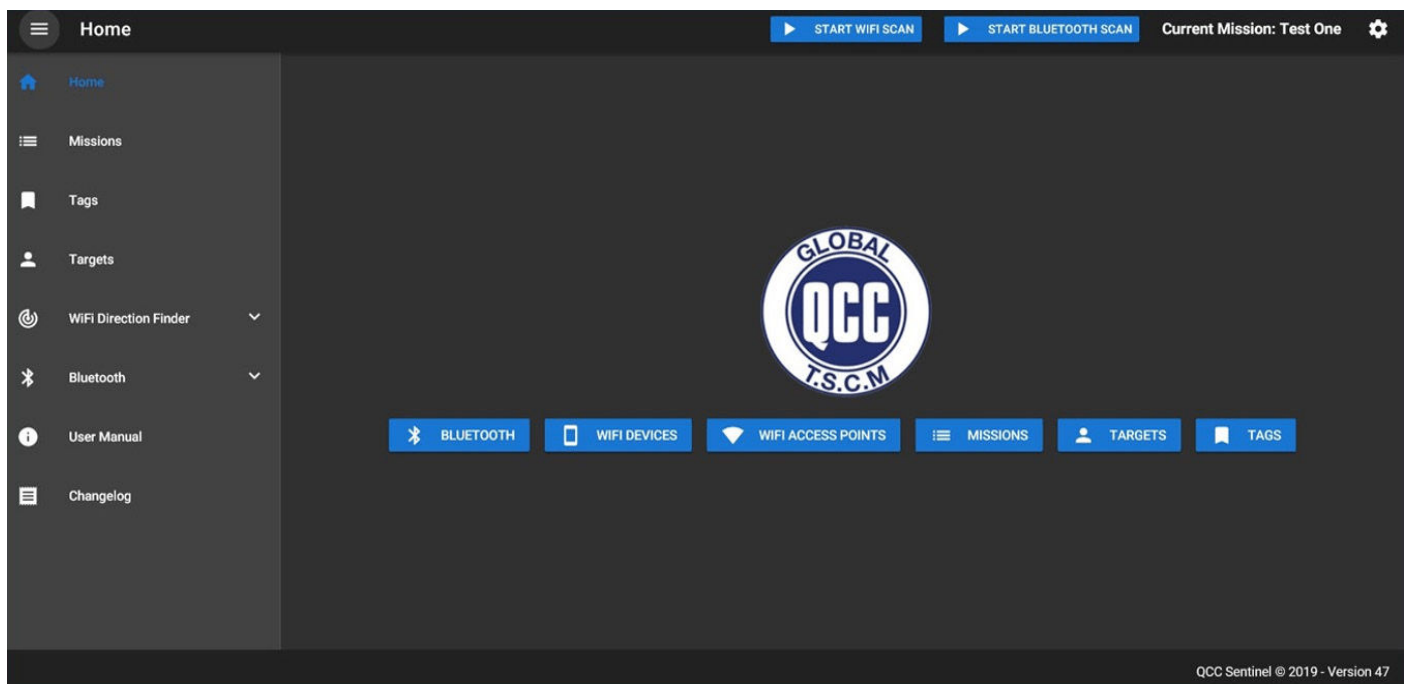 Home
START WIFI SCAN
START BLUETOOTH SCAN
Current Mission: Test One
Home
Missions
Tags
Targets
WiFi Direction Finder
Bluetooth
User Manual
Changelog
GLOBAL
QCC
T.S.C.M
BLUETOOTH
WIFI DEVICES
WIFI ACCESS POINTS
MISSIONS
TARGETS
TAGS
QCC Sentinel © 2019 - Version 47